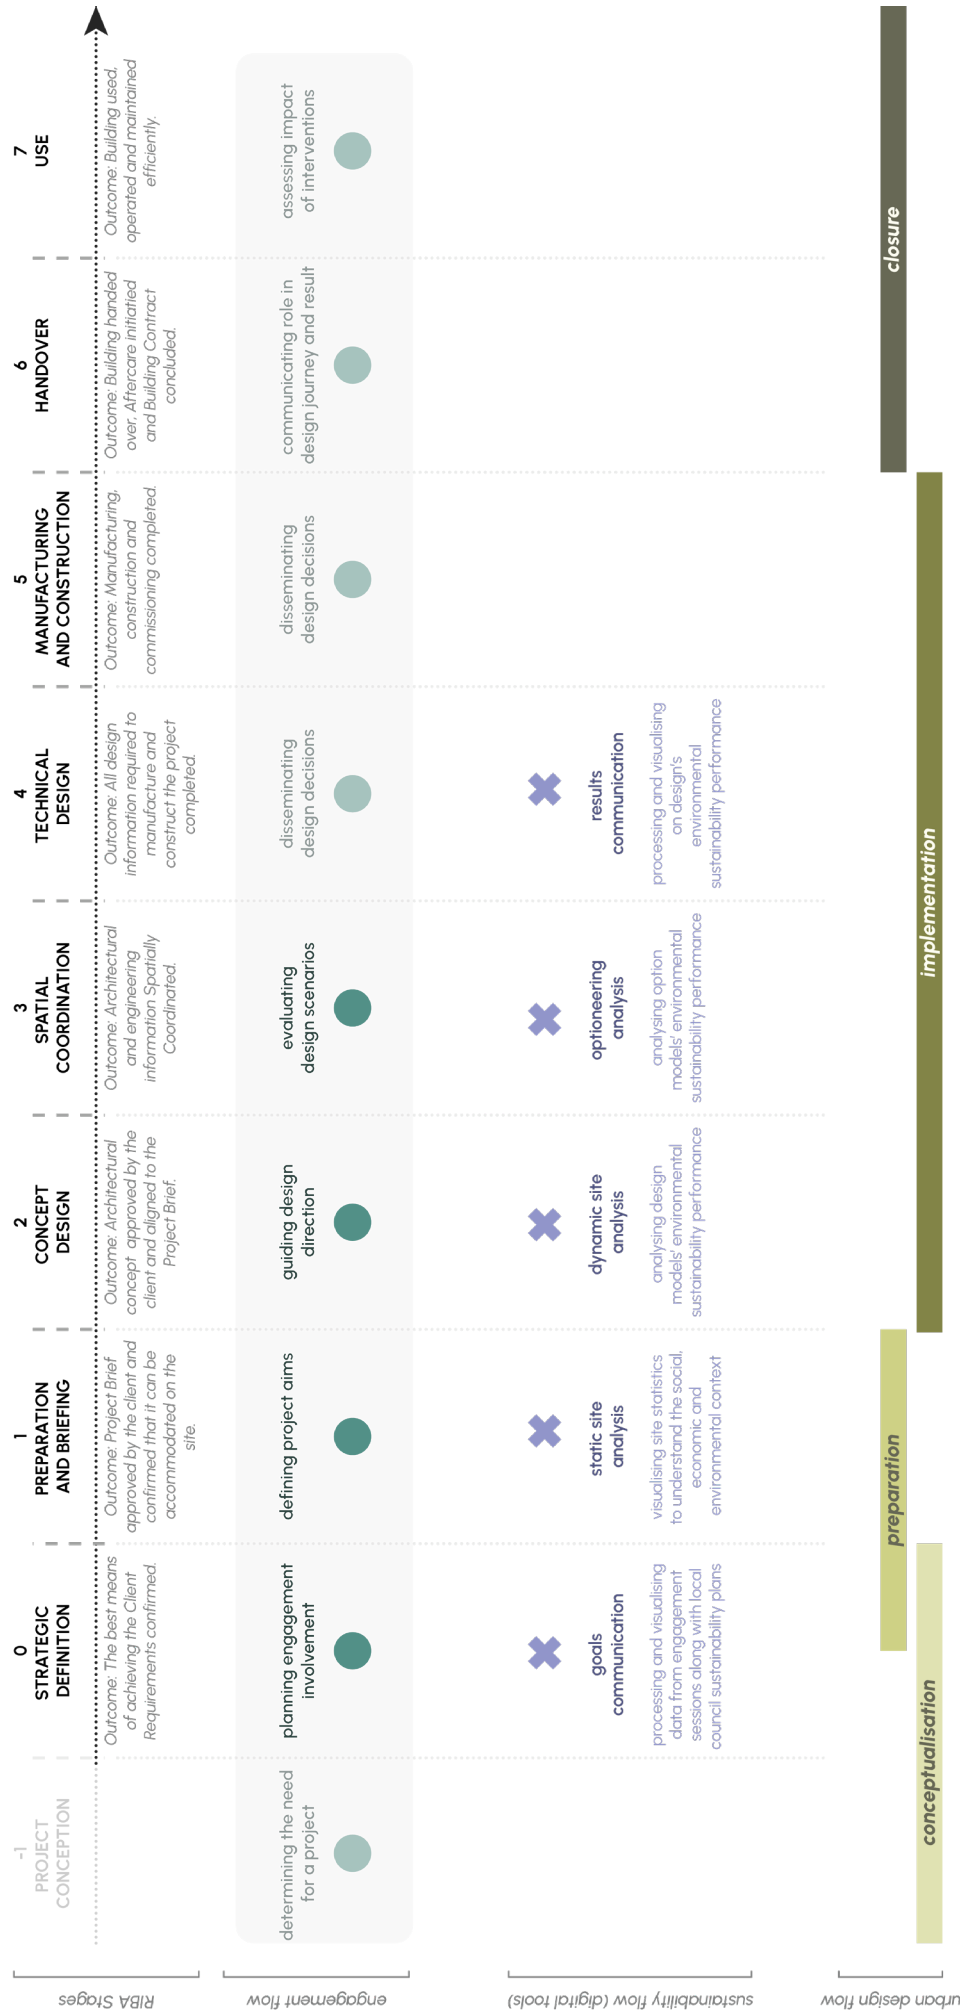 RIBA Stages
-1
PROJECT
CONCEPTION
0
STRATEGIC
DEFINITION
Outcome: The best means
of achieving the Client
Requirements confirmed.
1
PREPARATION
AND BRIEFING
Outcome: Project Brief
approved by the client and
confirmed that it can be
accommodated on the
site.
2
CONCEPT
DESIGN
Outcome: Architectural
concept approved by the
client and aligned to the
Project Brief.
3
SPATIAL
COORDINATION
Outcome: Architectural
and engineering
information Spatially
Coordinated.
4
TECHNICAL
DESIGN
Outcome: All design
information required to
manufacture and
construct the project
completed.
5
MANUFACTURING
AND CONSTRUCTION
Outcome: Manufacturing,
construction and
commissioning completed.
6
HANDOVER
Outcome: Building handed
over, Aftercare initiatied
and Building Contract
concluded.
7
USE
Outcome: Building used,
operated and maintained
efficiently.
engagement flow
determining the need
for a project
planning engagement
involvement
defining project aims
guiding design
direction
evaluating
design scenarios
disseminating
design decisions
disseminating
design decisions
communicating role in
design journey and result
assessing impact
of interventions
sustainability flow (digital tools)
goals
communication
processing and visualising
data from engagement
sessions along with local
council sustainability plans
static site
analysis
visualising site statistics
to understand the social,
economic and
environmental context
dynamic site
analysis
analysing design
models' environmental
sustainability performance
optioneering
analysis
analysing option
models' environmental
sustainability performance
results
communication
processing and visualising
on design's
environmental
sustainability performance
urban design flow
conceptualisation
preparation
implementation
closure